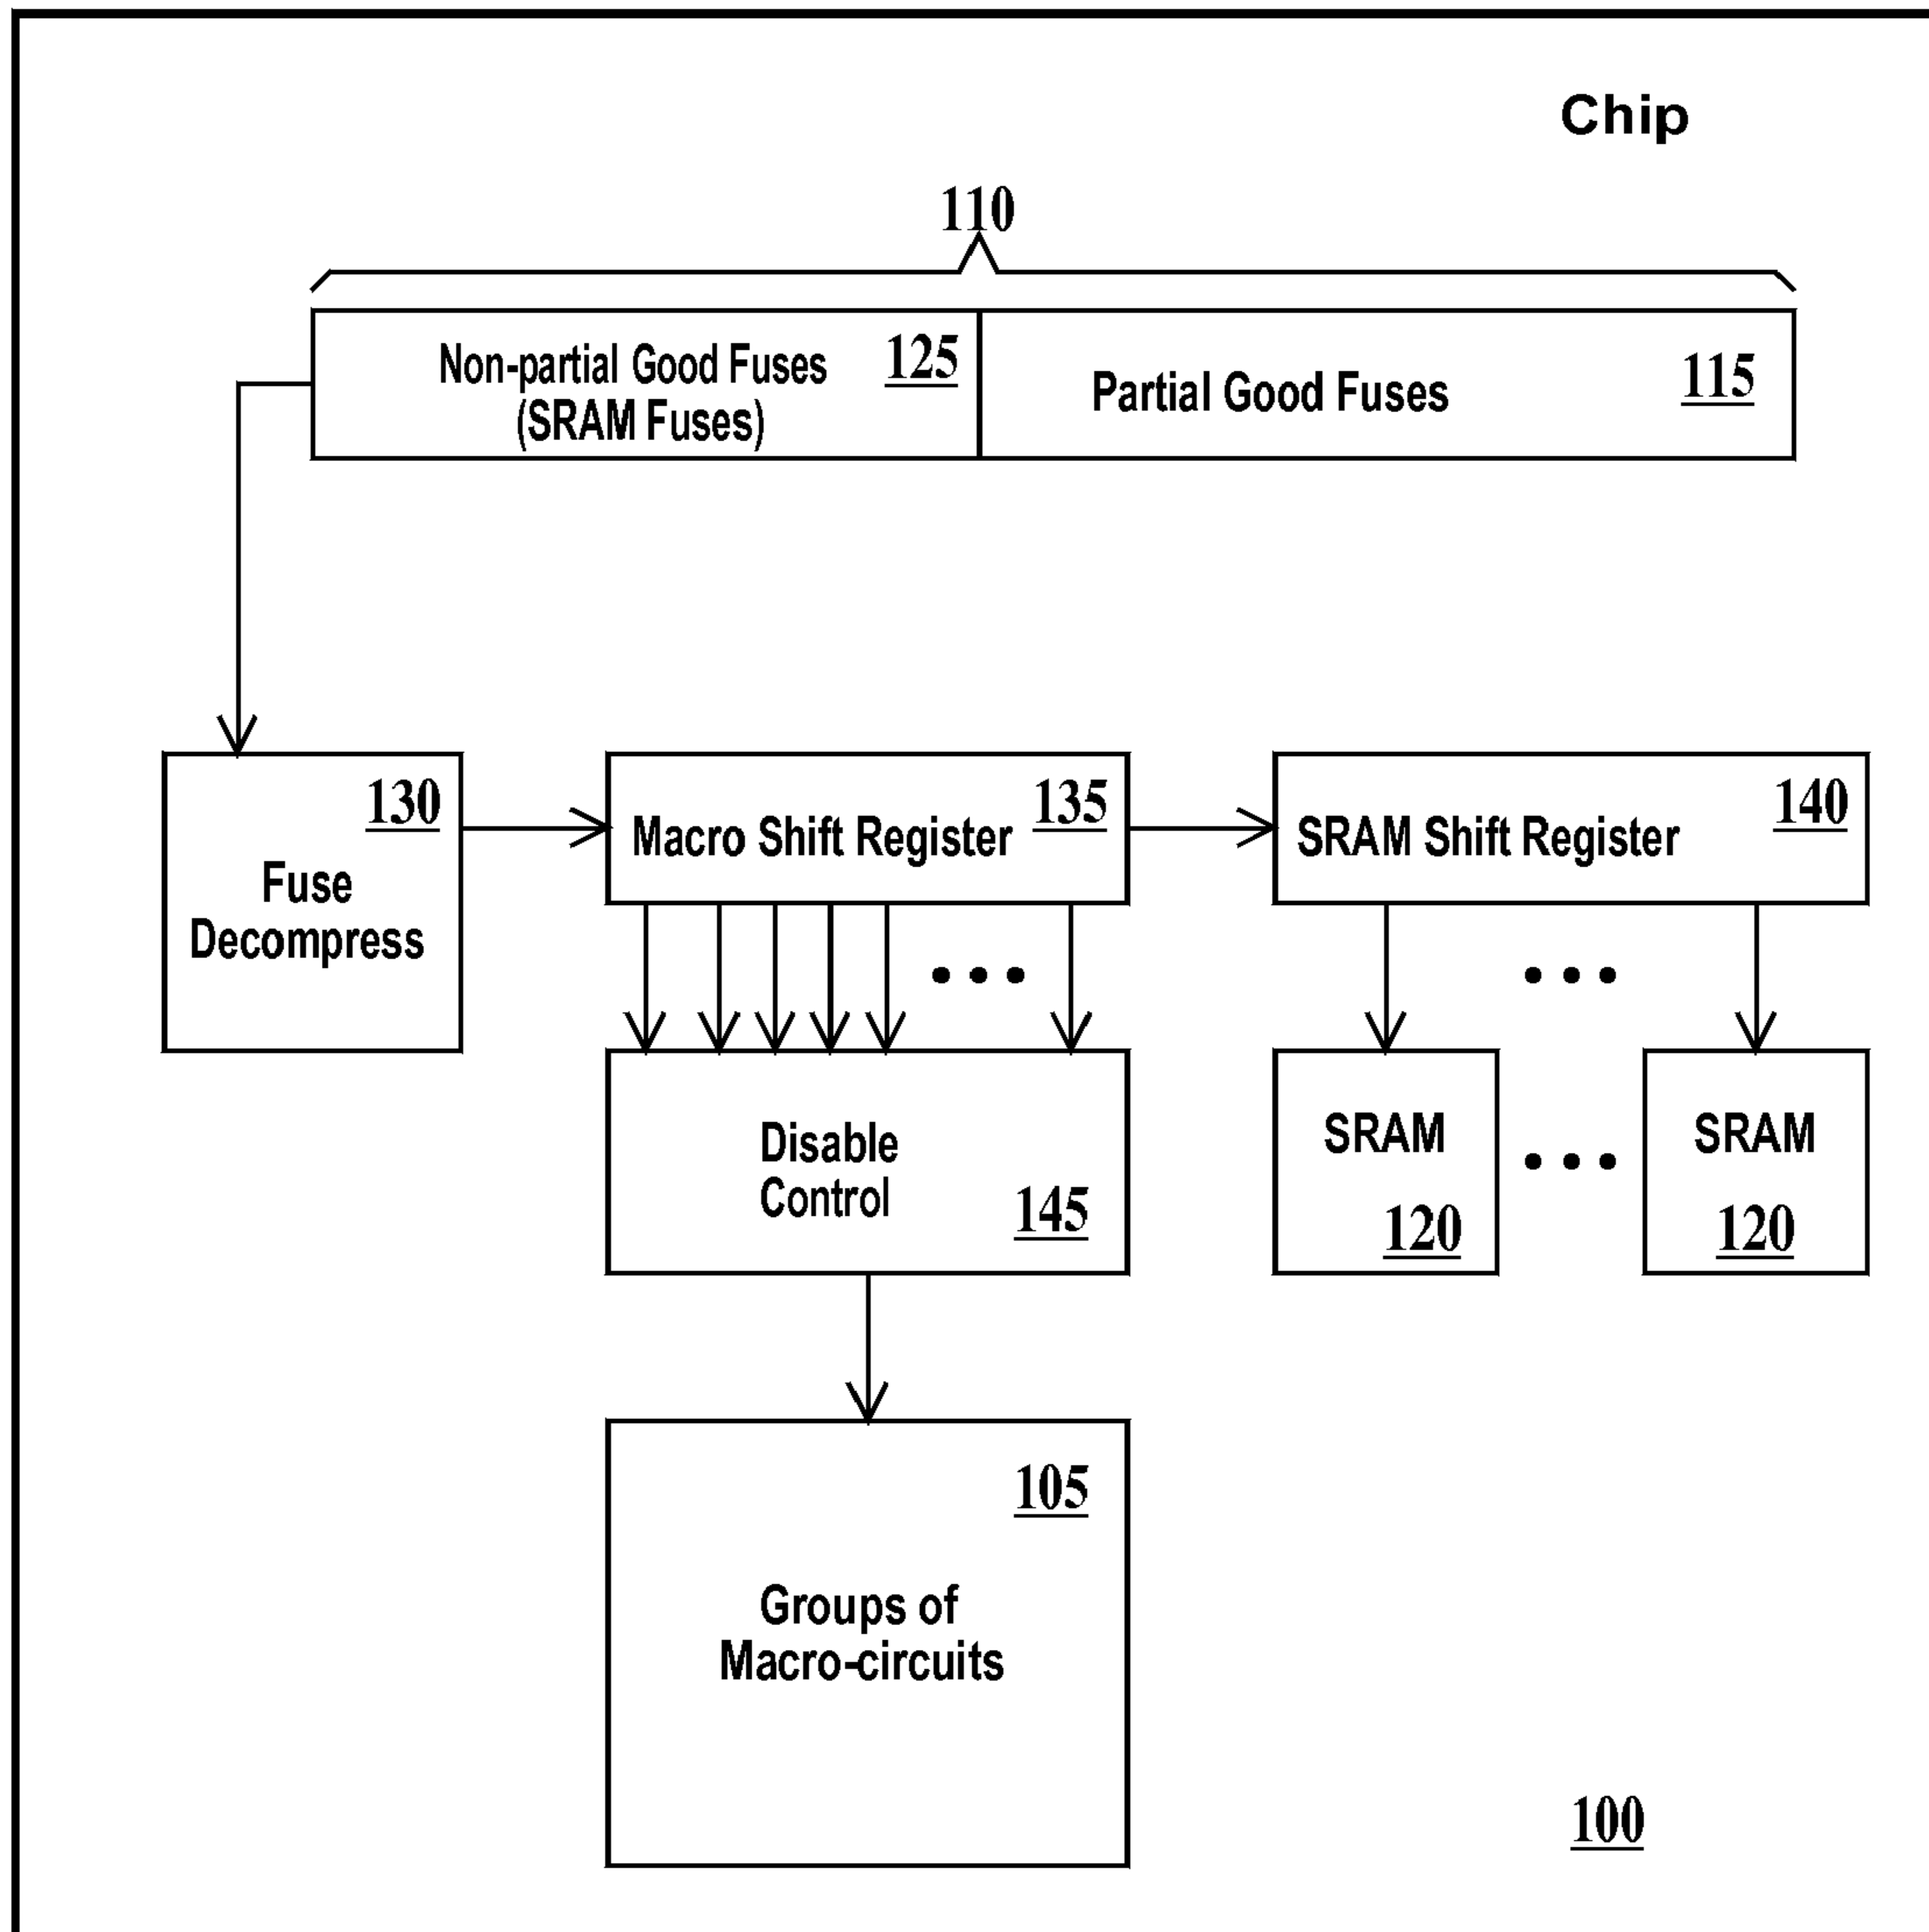 Chip
110
Non-partial Good Fuses
(SRAM Fuses)
125
Partial Good Fuses
115
130
Fuse
Decompress
Macro Shift Register
135
SRAM Shift Register
140
Disable
Control
145
SRAM
120
SRAM
120
105
Groups of
Macro-circuits
100